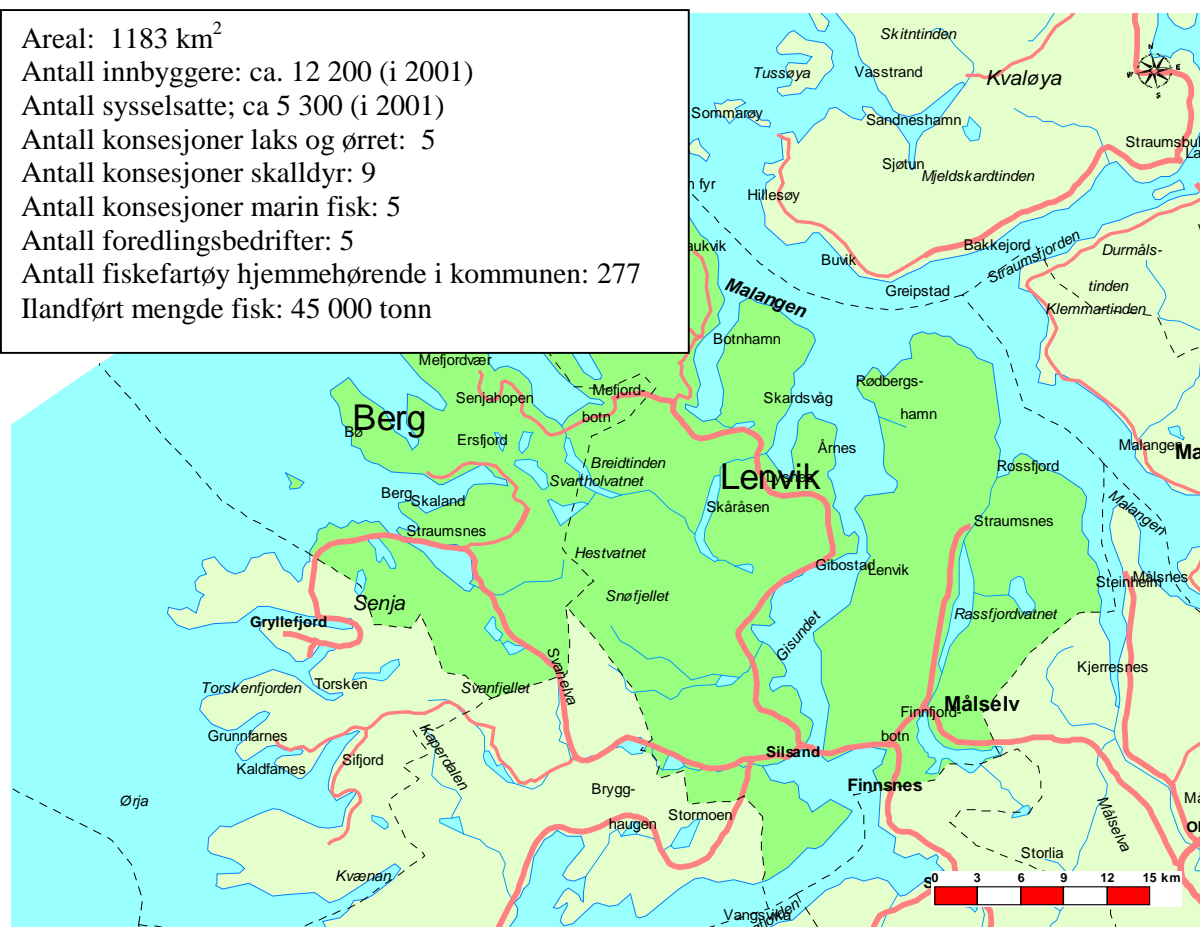 Areal: 1183 km²
Antall innbyggere: ca. 12 200 (i 2001)
Antall sysselsatte; ca 5 300 (i 2001)
Antall konsesjoner laks og ørret: 5
Antall konsesjoner skalldyr: 9
Antall konsesjoner marin fisk: 5
Antall foredlingsbedrifter: 5
Antall fiskefartøy hjemmehørende i kommunen: 277
Ilandført mengde fisk: 45 000 tonn
Skitntinden
Tussøya
Vasstrand
Kvaløya
N
W
E
S
Sommarøy
Sandneshamn
Straumsbu
Sjøtun
Mjeldskardtinden
n fyr
Hillesøy
aukvik
Buvik
Bakkejord
Straumsfjorden
Durmåls-
tinden
Greipstad
Klemmartinden
Malangen
Botnhamn
Mefjordvær
Senjahopen
Mefjord-
botn
Skardsvåg
Rødbergs-
hamn
Berg
Bø
Ersfjord
Årnes
Malangen
Ma
Breidtinden
Svartholvatnet
Lenvik
Rossfjord
Berg
Skaland
Skåråsen
Malangen
Straumsnes
Straumsnes
Hestvatnet
Gibostad
Lenvik
Steinheim
Målsnes
Snøfjellet
Senja
Rassfjordvatnet
Gryllefjord
Gisundet
Svanelva
Kjerresnes
Torskenfjorden
Torsken
Svanfjellet
Målselv
Finnfjord-
botn
Grunnfarnes
Kaldfarnes
Sifjord
Kaperdalen
Silsand
Finnsnes
Ørja
Brygg-
haugen
Stormoen
Målselva
Storlia
Kvænan
0 3 6 9 12 15 km
S
Vangsvika